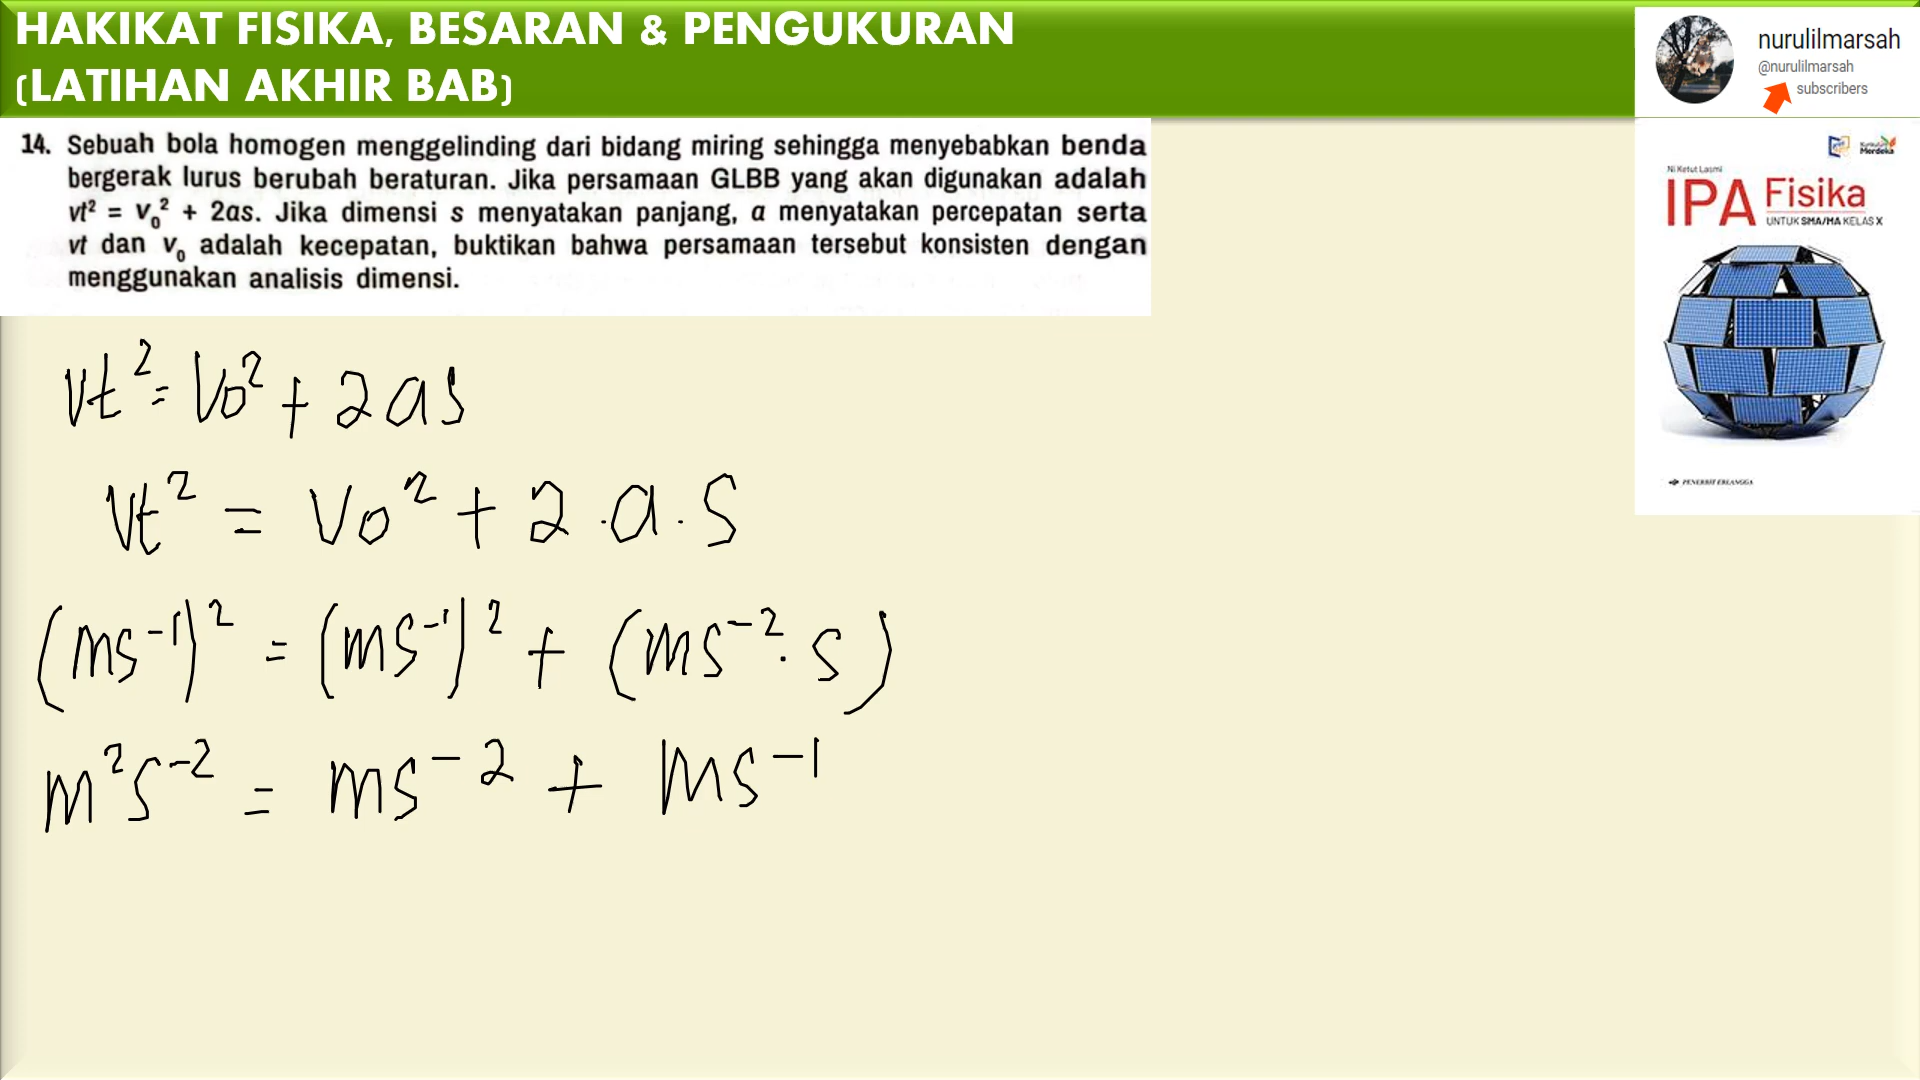 HAKIKAT FISIKA, BESARAN & PENGUKURAN
(LATIHAN AKHIR BAB)
nurulilmarsah
@nurulilmarsah
subscribers
14. Sebuah bola homogen menggelinding dari bidang miring sehingga menyebabkan benda
bergerak lurus berubah beraturan. Jika persamaan GLBB yang akan digunakan adalah
vt² = v₀² + 2as. Jika dimensi s menyatakan panjang, a menyatakan percepatan serta
vt dan v₀ adalah kecepatan, buktikan bahwa persamaan tersebut konsisten dengan
menggunakan analisis dimensi.
Kurikulum Merdeka
Ni Ketut Lasmi
IPA Fisika
UNTUK SMA/MA KELAS X
PENERBIT ERLANGGA
vt² = vo² + 2as
vt² = vo² + 2 . a . s
(ms⁻¹)² = (ms⁻¹)² + (ms⁻² . s)
m²s⁻² = ms⁻² + ms⁻¹